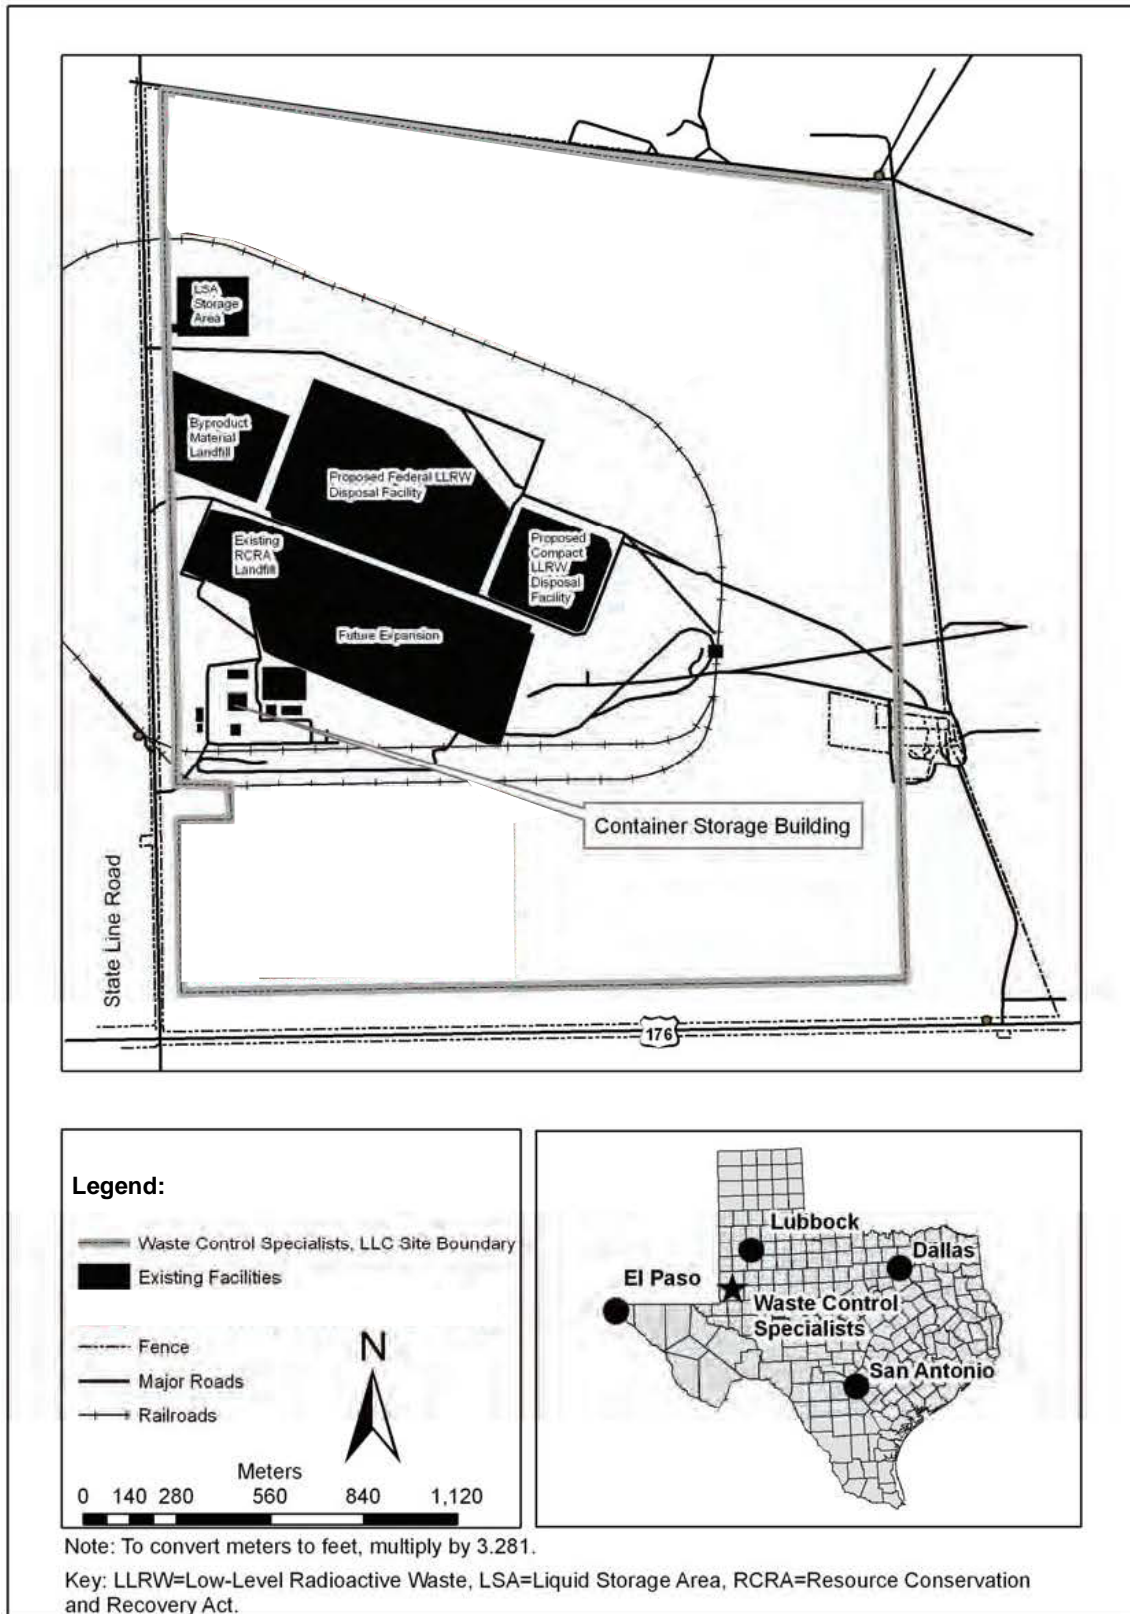 LSA
Storage
Area
Byproduct
Material
Landfill
Proposed Federal LLRW
Disposal Facility
Existing
RCRA
Landfill
Proposed
Compact
LLRW
Disposal
Facility
Future Expansion
Container Storage Building
State Line Road
176
Legend:
Waste Control Specialists, LLC Site Boundary
Existing Facilities
Fence
Major Roads
Railroads
N
Meters
0 140 280 560 840 1,120
Lubbock
Dallas
El Paso
Waste Control
Specialists
San Antonio
Note: To convert meters to feet, multiply by 3.281.
Key: LLRW=Low-Level Radioactive Waste, LSA=Liquid Storage Area, RCRA=Resource Conservation
and Recovery Act.